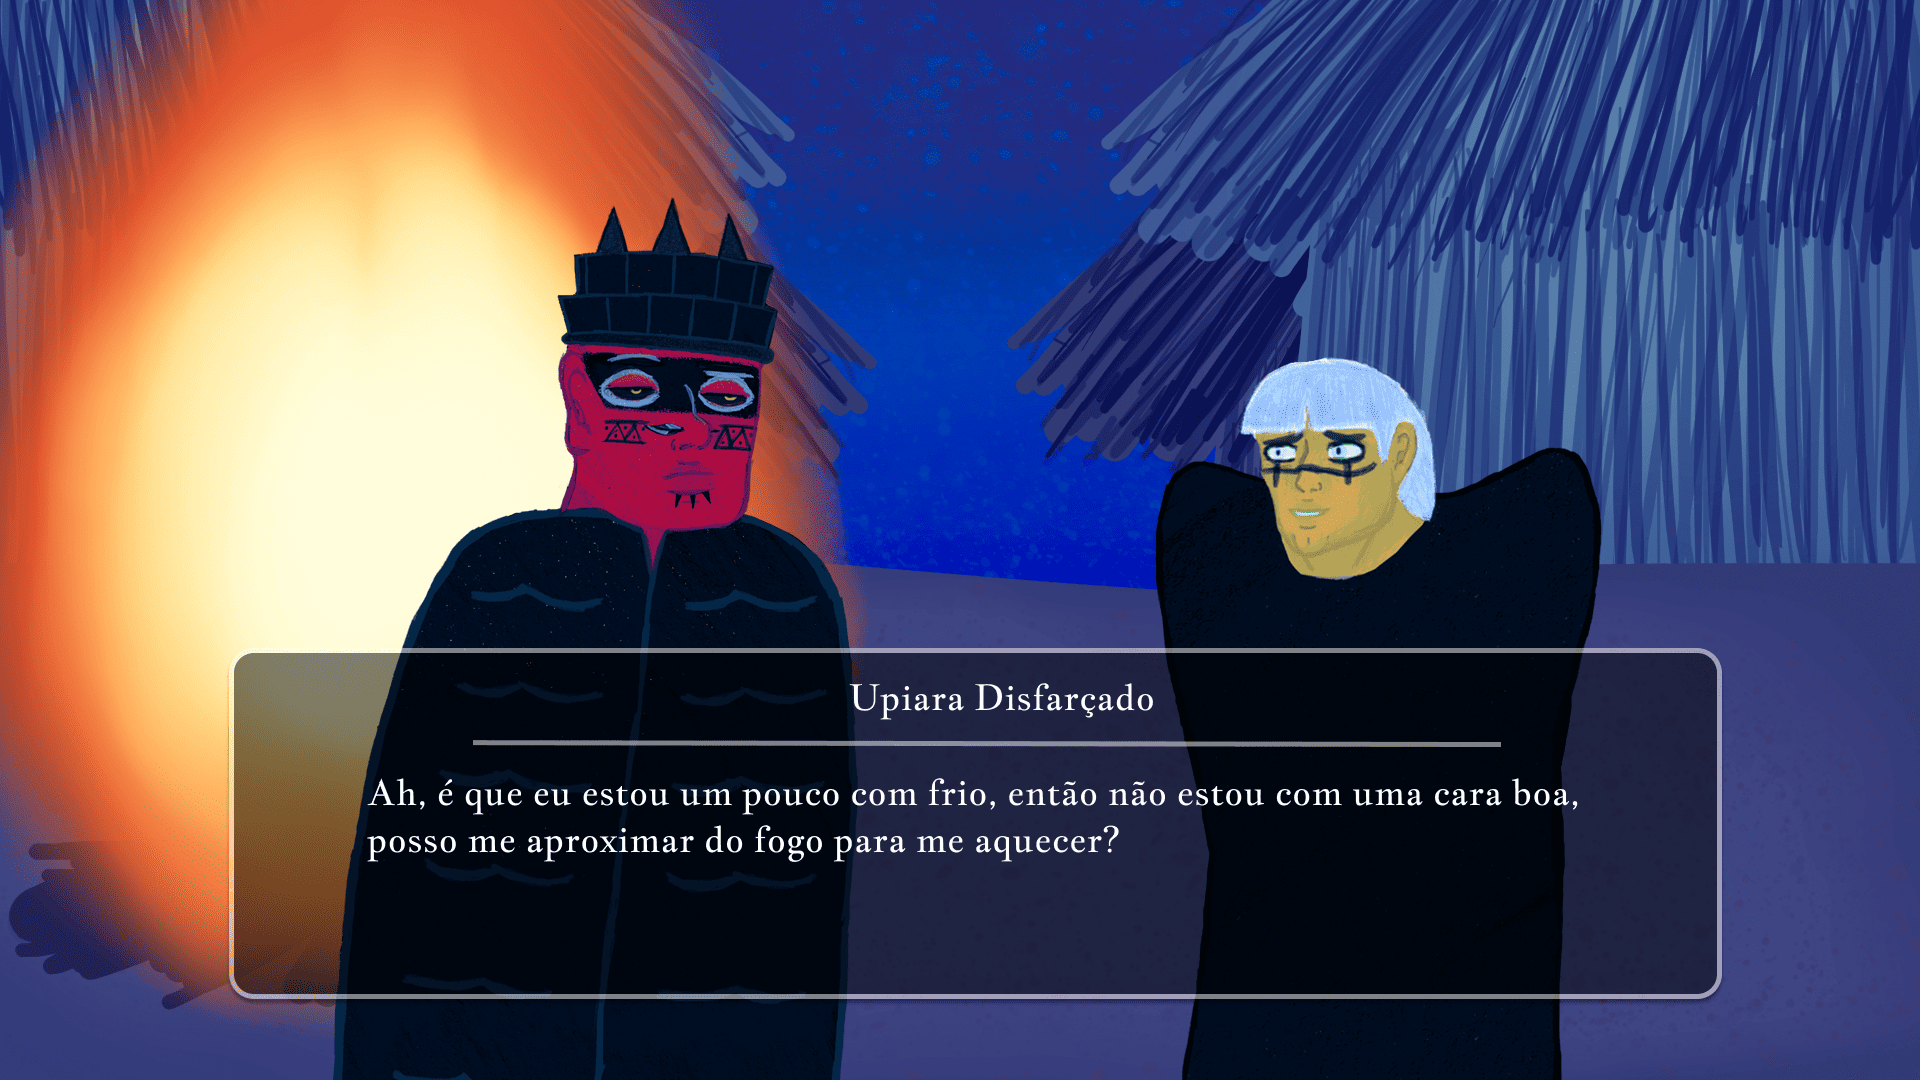 Upiara Disfarçado
Ah, é que eu estou um pouco com frio, então não estou com uma cara boa,
posso me aproximar do fogo para me aquecer?